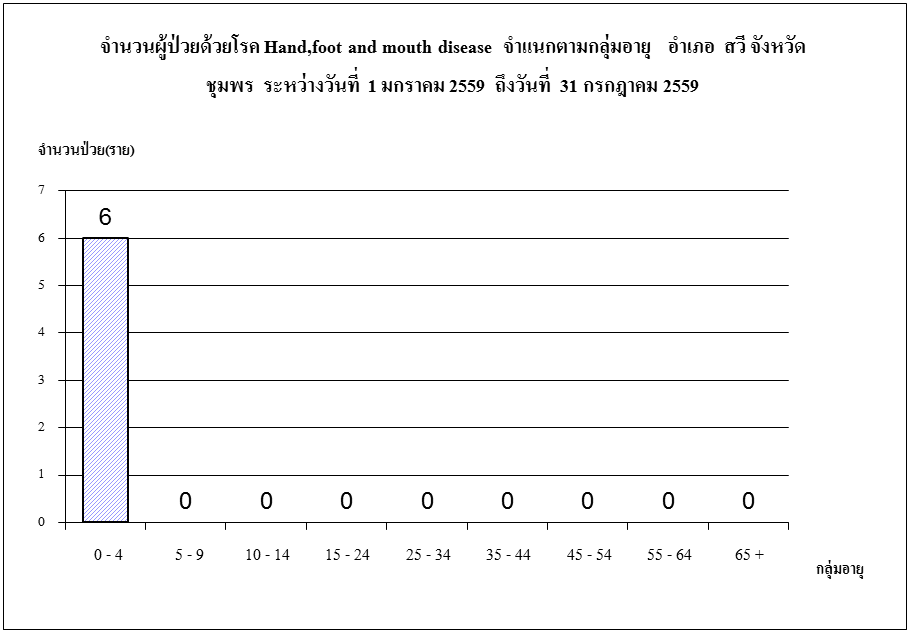 จำนวนผู้ป่วยด้วยโรค Hand,foot and mouth disease จำแนกตามกลุ่มอายุ อำเภอ สวี จังหวัด
ชุมพร ระหว่างวันที่ 1 มกราคม 2559 ถึงวันที่ 31 กรกฎาคม 2559
จำนวนป่วย(ราย)
7
6
5
4
3
2
1
0
6
0 0 0 0 0 0 0 0
0 - 4 5 - 9 10 - 14 15 - 24 25 - 34 35 - 44 45 - 54 55 - 64 65 +
กลุ่มอายุ